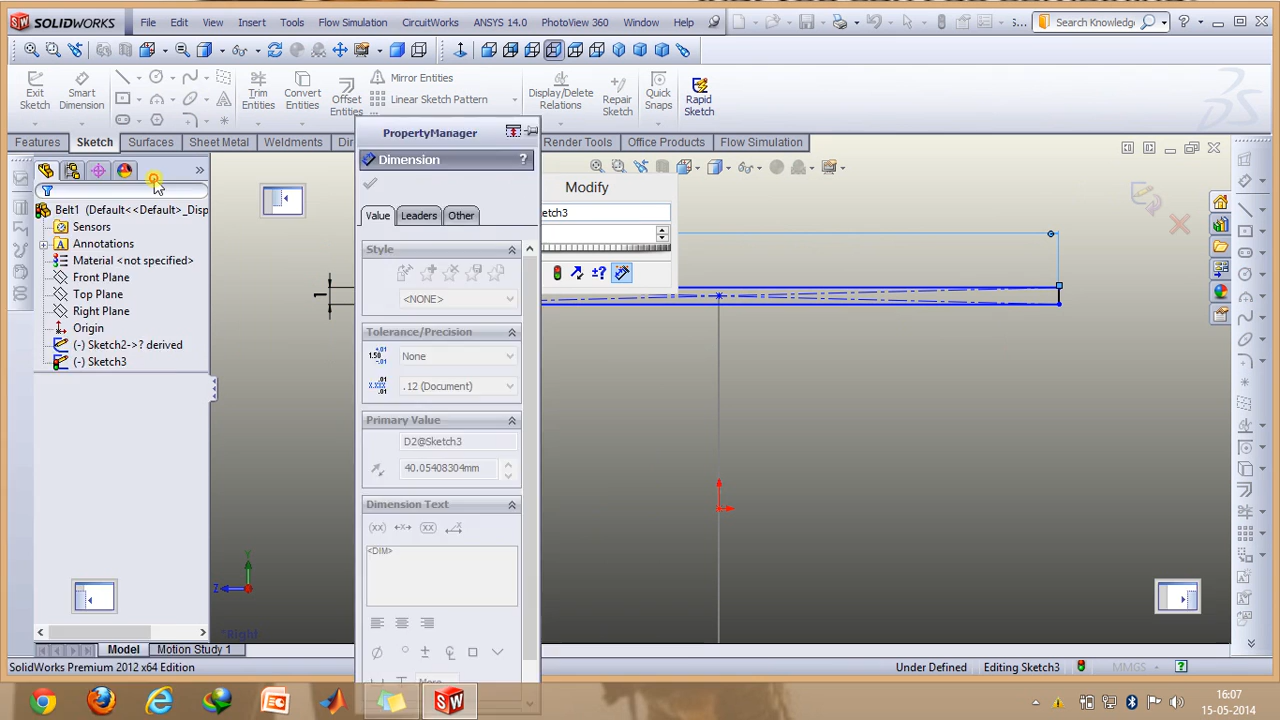 SOLIDWORKS
File Edit View Insert Tools Flow Simulation CircuitWorks ANSYS 14.0 PhotoView 360 Window Help
S...
Search Knowledge
Exit Sketch
Smart Dimension
Trim Entities
Convert Entities
Offset Entities
Mirror Entities
Linear Sketch Pattern
Display/Delete Relations
Repair Sketch
Quick Snaps
Rapid Sketch
Features Sketch Surfaces Sheet Metal Weldments Render Tools Office Products Flow Simulation
PropertyManager
Dimension
?
Value Leaders Other
Style
<NONE>
Tolerance/Precision
None
.12 (Document)
Primary Value
D2@Sketch3
40.05408304mm
Dimension Text
<DIM>
More
Modify
etch3
±?
Belt1 (Default<<Default>_Disp
Sensors
Annotations
Material <not specified>
Front Plane
Top Plane
Right Plane
Origin
(-) Sketch2->? derived
(-) Sketch3
1
Y
Z
*Right
Model Motion Study 1
SolidWorks Premium 2012 x64 Edition
Under Defined Editing Sketch3 MMGS
16:07
15-05-2014